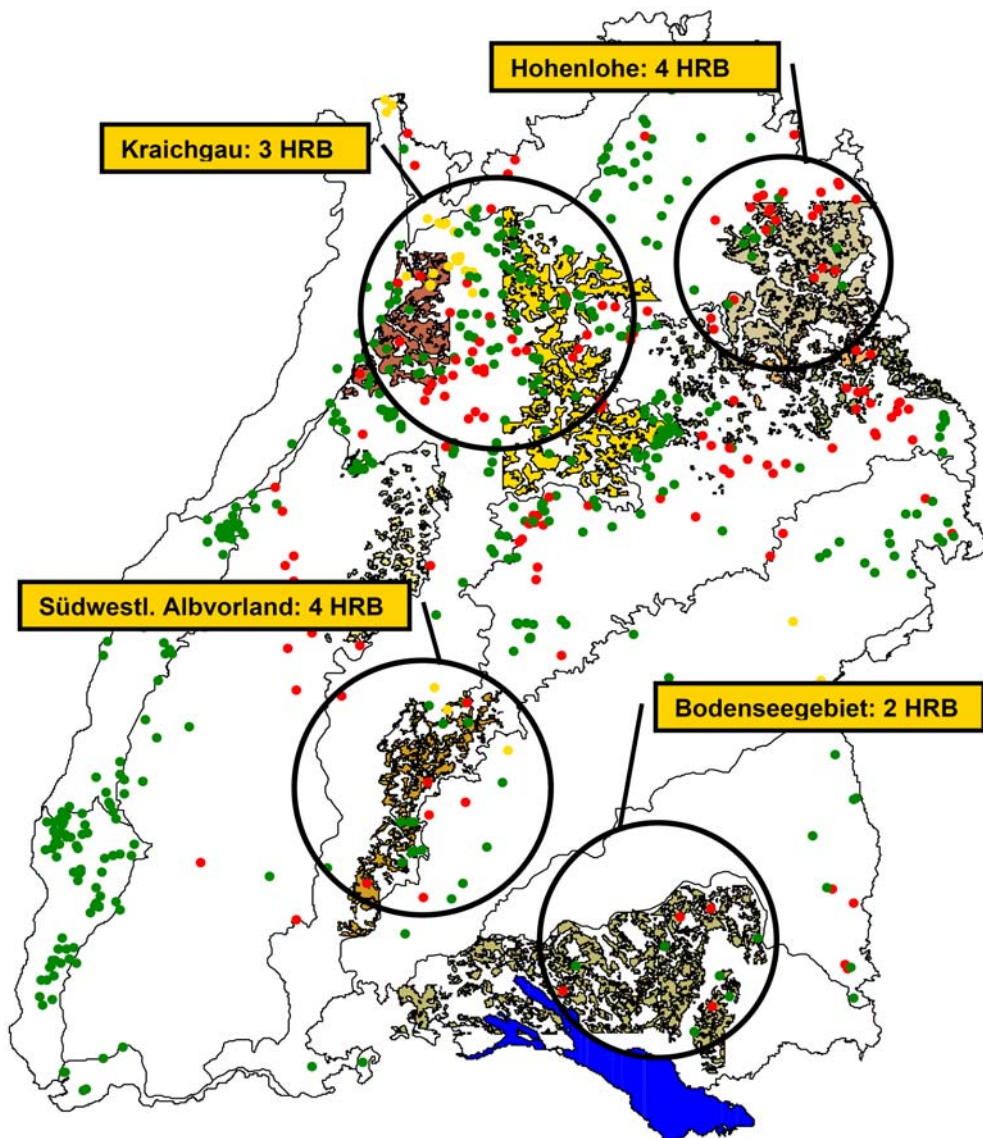 Hohenlohe: 4 HRB
Kraichgau: 3 HRB
Südwestl. Albvorland: 4 HRB
Bodenseegebiet: 2 HRB